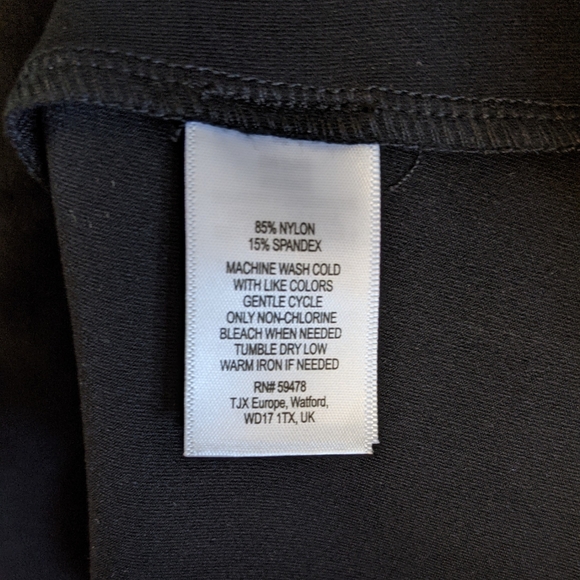 85% NYLON
15% SPANDEX
MACHINE WASH COLD
WITH LIKE COLORS
GENTLE CYCLE
ONLY NON-CHLORINE
BLEACH WHEN NEEDED
TUMBLE DRY LOW
WARM IRON IF NEEDED
RN# 59478
TJX Europe, Watford,
WD17 1TX, UK